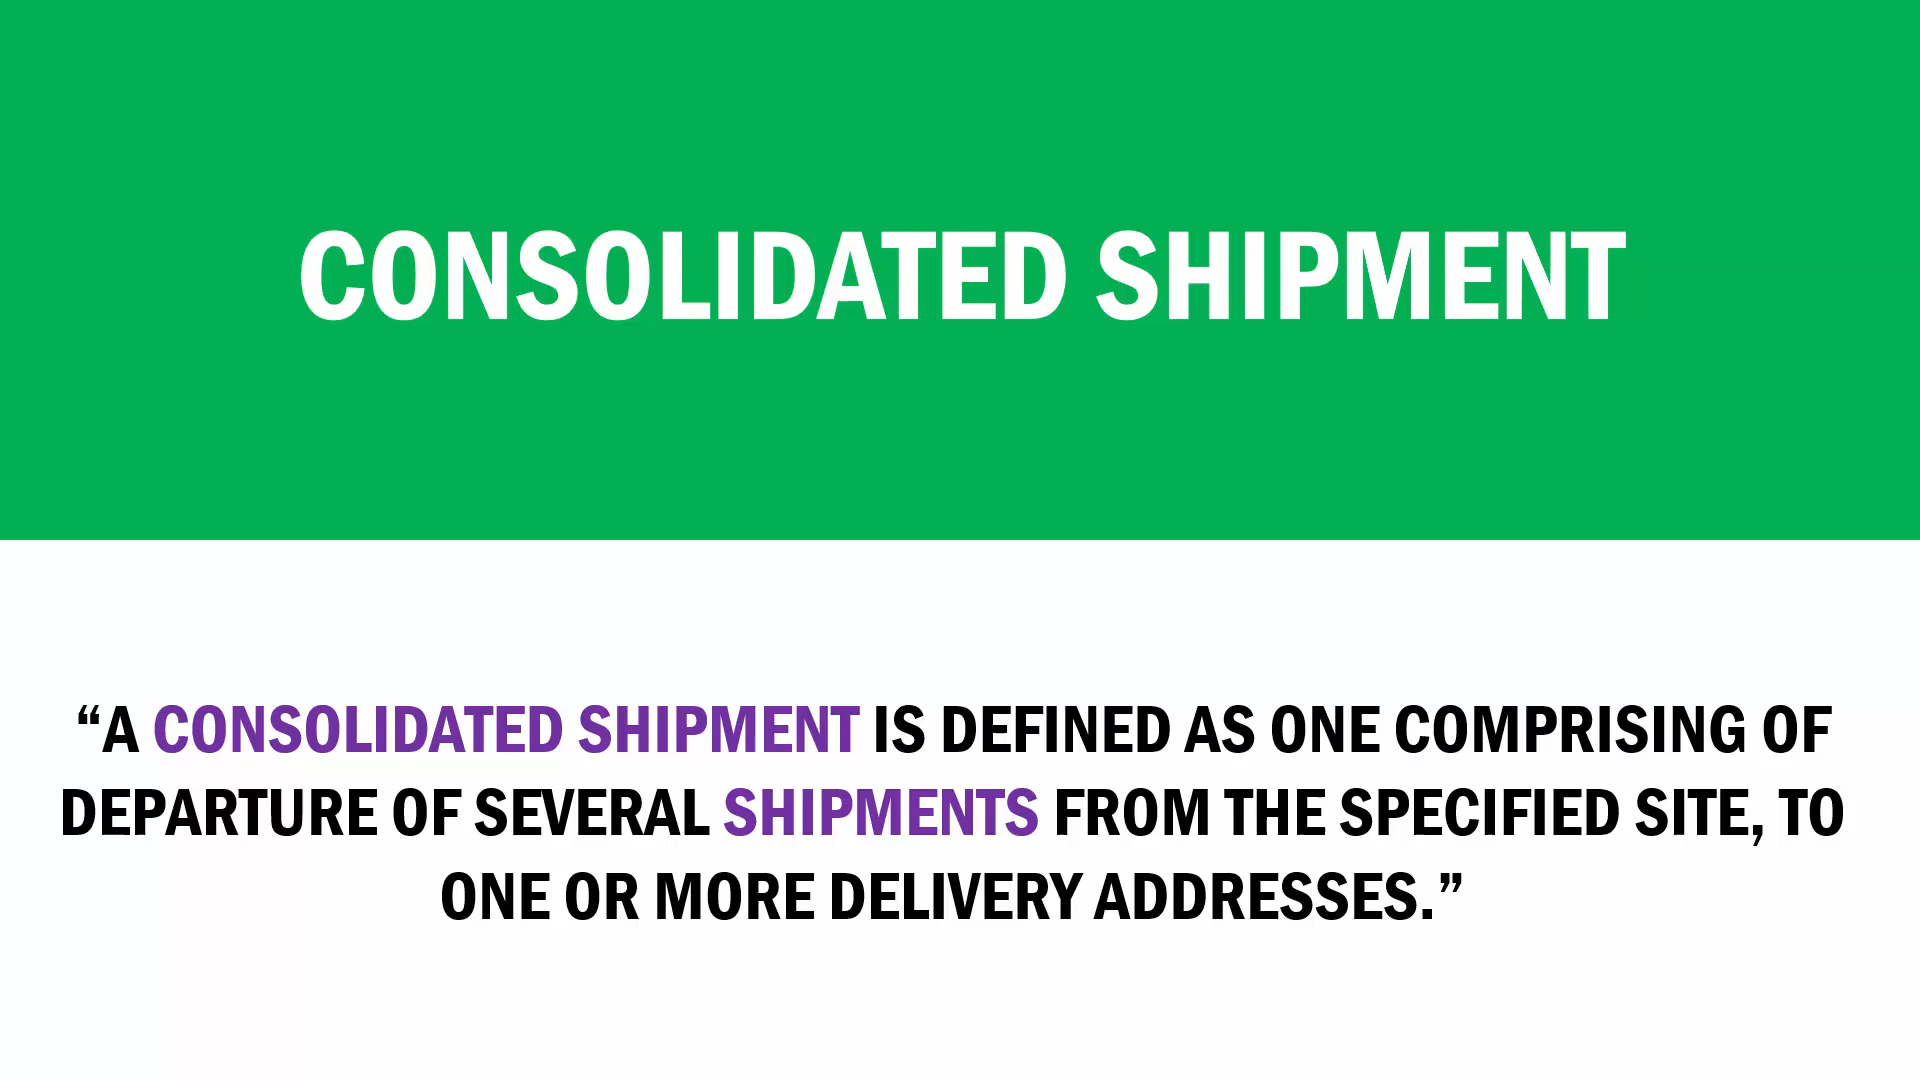 CONSOLIDATED SHIPMENT
“A CONSOLIDATED SHIPMENT IS DEFINED AS ONE COMPRISING OF
DEPARTURE OF SEVERAL SHIPMENTS FROM THE SPECIFIED SITE, TO
ONE OR MORE DELIVERY ADDRESSES.”